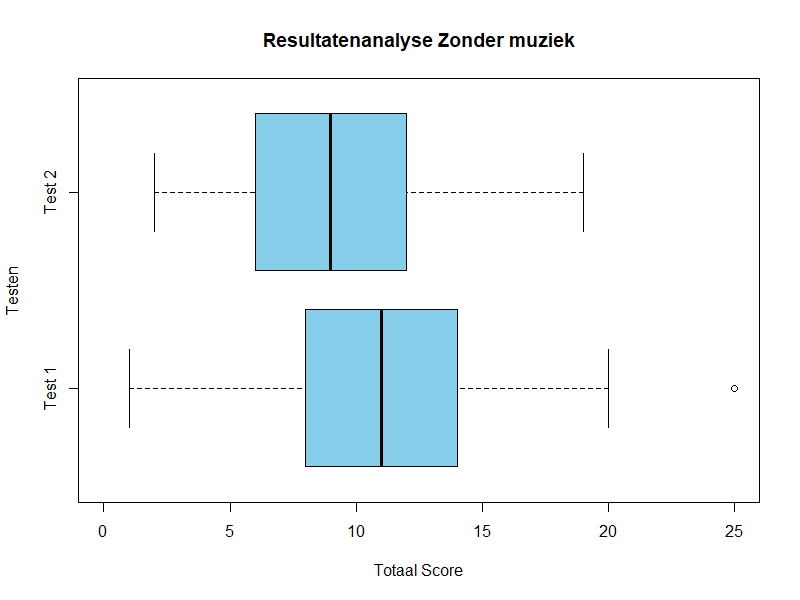 Resultatenanalyse Zonder muziek
Testen
Test 2
Test 1
0 5 10 15 20 25
Totaal Score